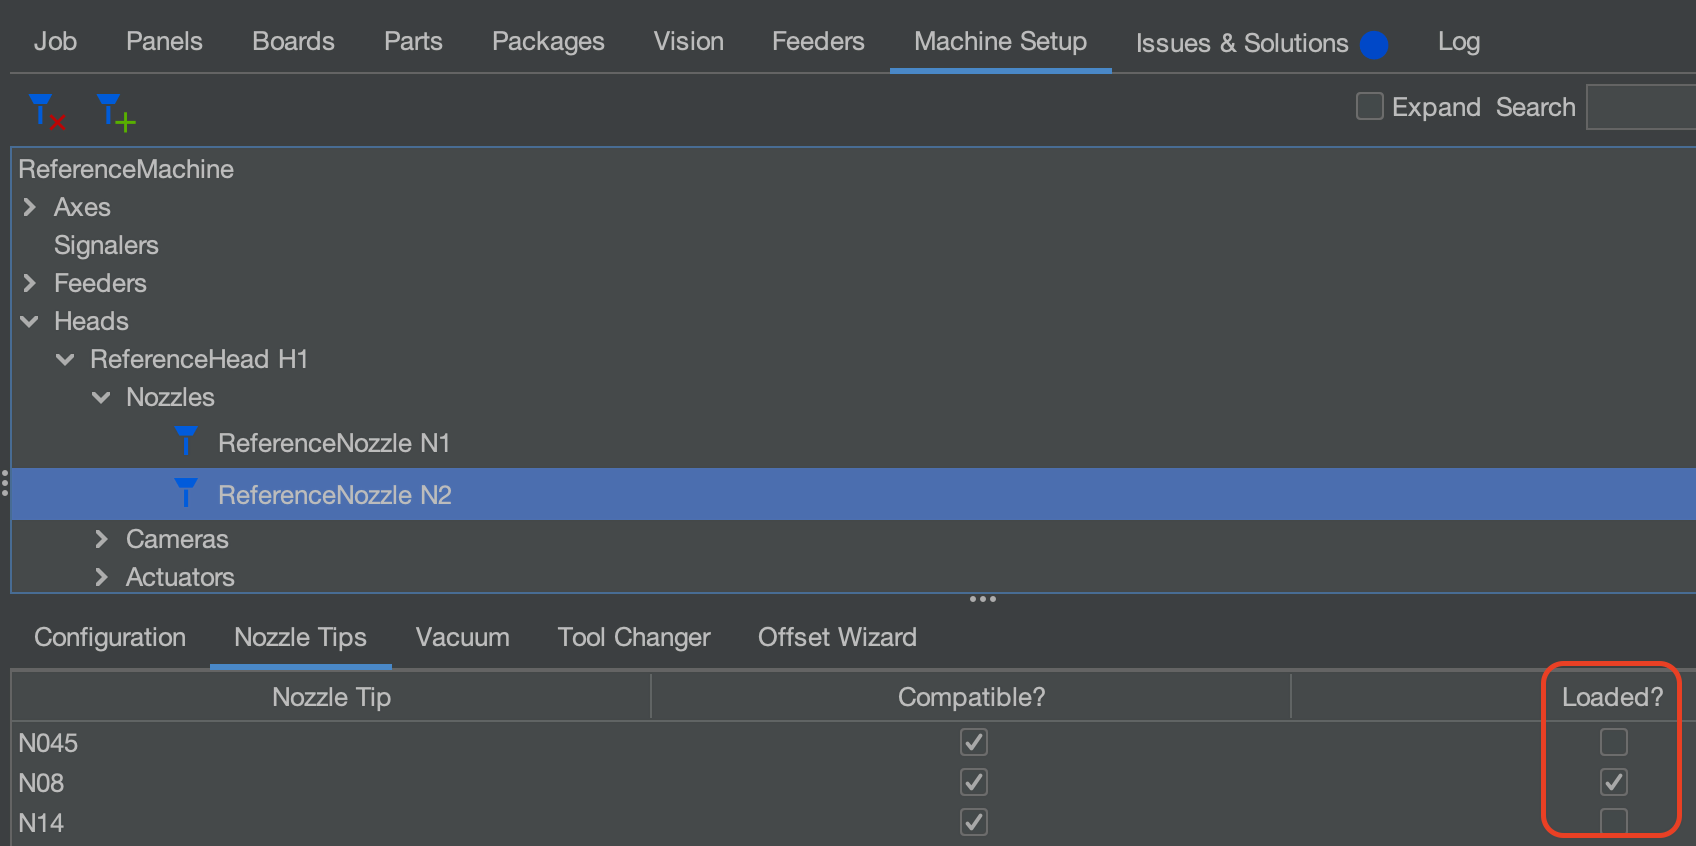 Job Panels Boards Parts Packages Vision Feeders Machine Setup Issues & Solutions Log
Expand Search
ReferenceMachine
Axes
Signalers
Feeders
Heads
ReferenceHead H1
Nozzles
ReferenceNozzle N1
ReferenceNozzle N2
Cameras
Actuators
Configuration Nozzle Tips Vacuum Tool Changer Offset Wizard
Nozzle Tip Compatible? Loaded?
N045
N08
N14